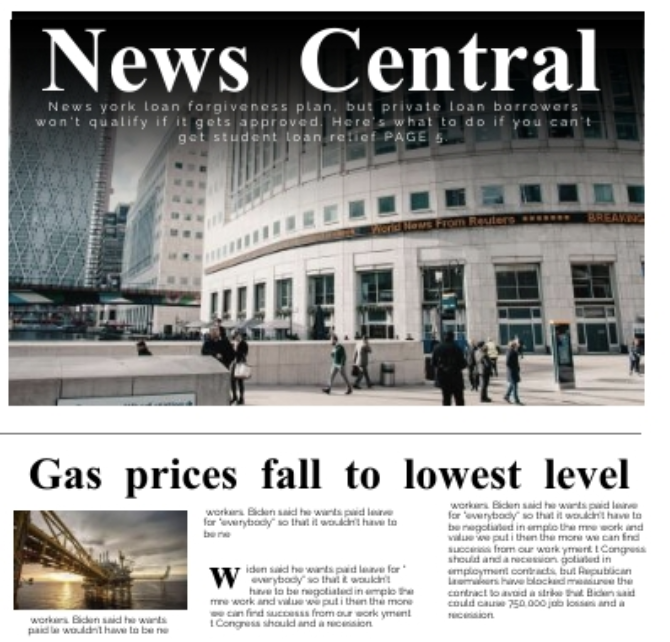 News Central
News york loan forgiveness plan, but private loan borrowers
won't qualify if it gets approved. Here's what to do if you can't
get student loan relief PAGE 5.
World News From Reuters
BREAKING
Gas prices fall to lowest level
workers. Biden said he wants
paid le wouldn't have to be ne
workers. Biden said he wants paid leave
for "everybody" so that it wouldn't have to
be ne
W iden said he wants paid leave for "
everybody" so that it wouldn't
have to be negotiated in emplo the
mre work and value we put i then the more
we can find successs from our work yment
t Congress should and a recession.
workers. Biden said he wants paid leave
for "everybody" so that it wouldn't have to
be negotiated in emplo the mre work and
value we put i then the more we can find
successs from our work yment t Congress
should and a recession. gotiated in
employment contracts, but Republican
lawmakers have blocked measuree the
contract to avoid a strike that Biden said
could cause 750,000 job losses and a
recession.